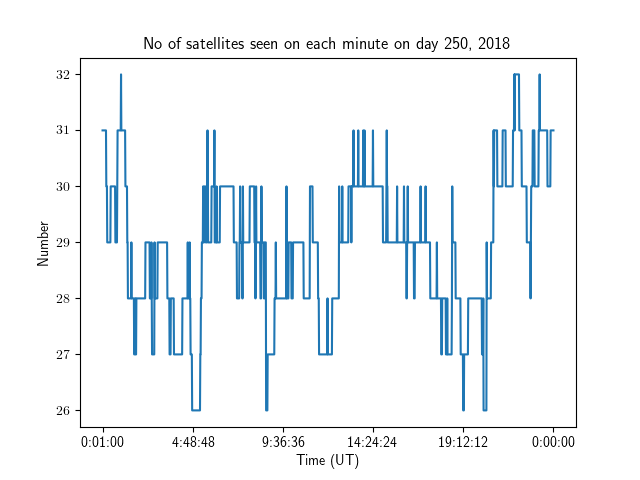 No of satellites seen on each minute on day 250, 2018
32
31
30
29
28
27
26
Number
0:01:00 4:48:48 9:36:36 14:24:24 19:12:12 0:00:00
Time (UT)